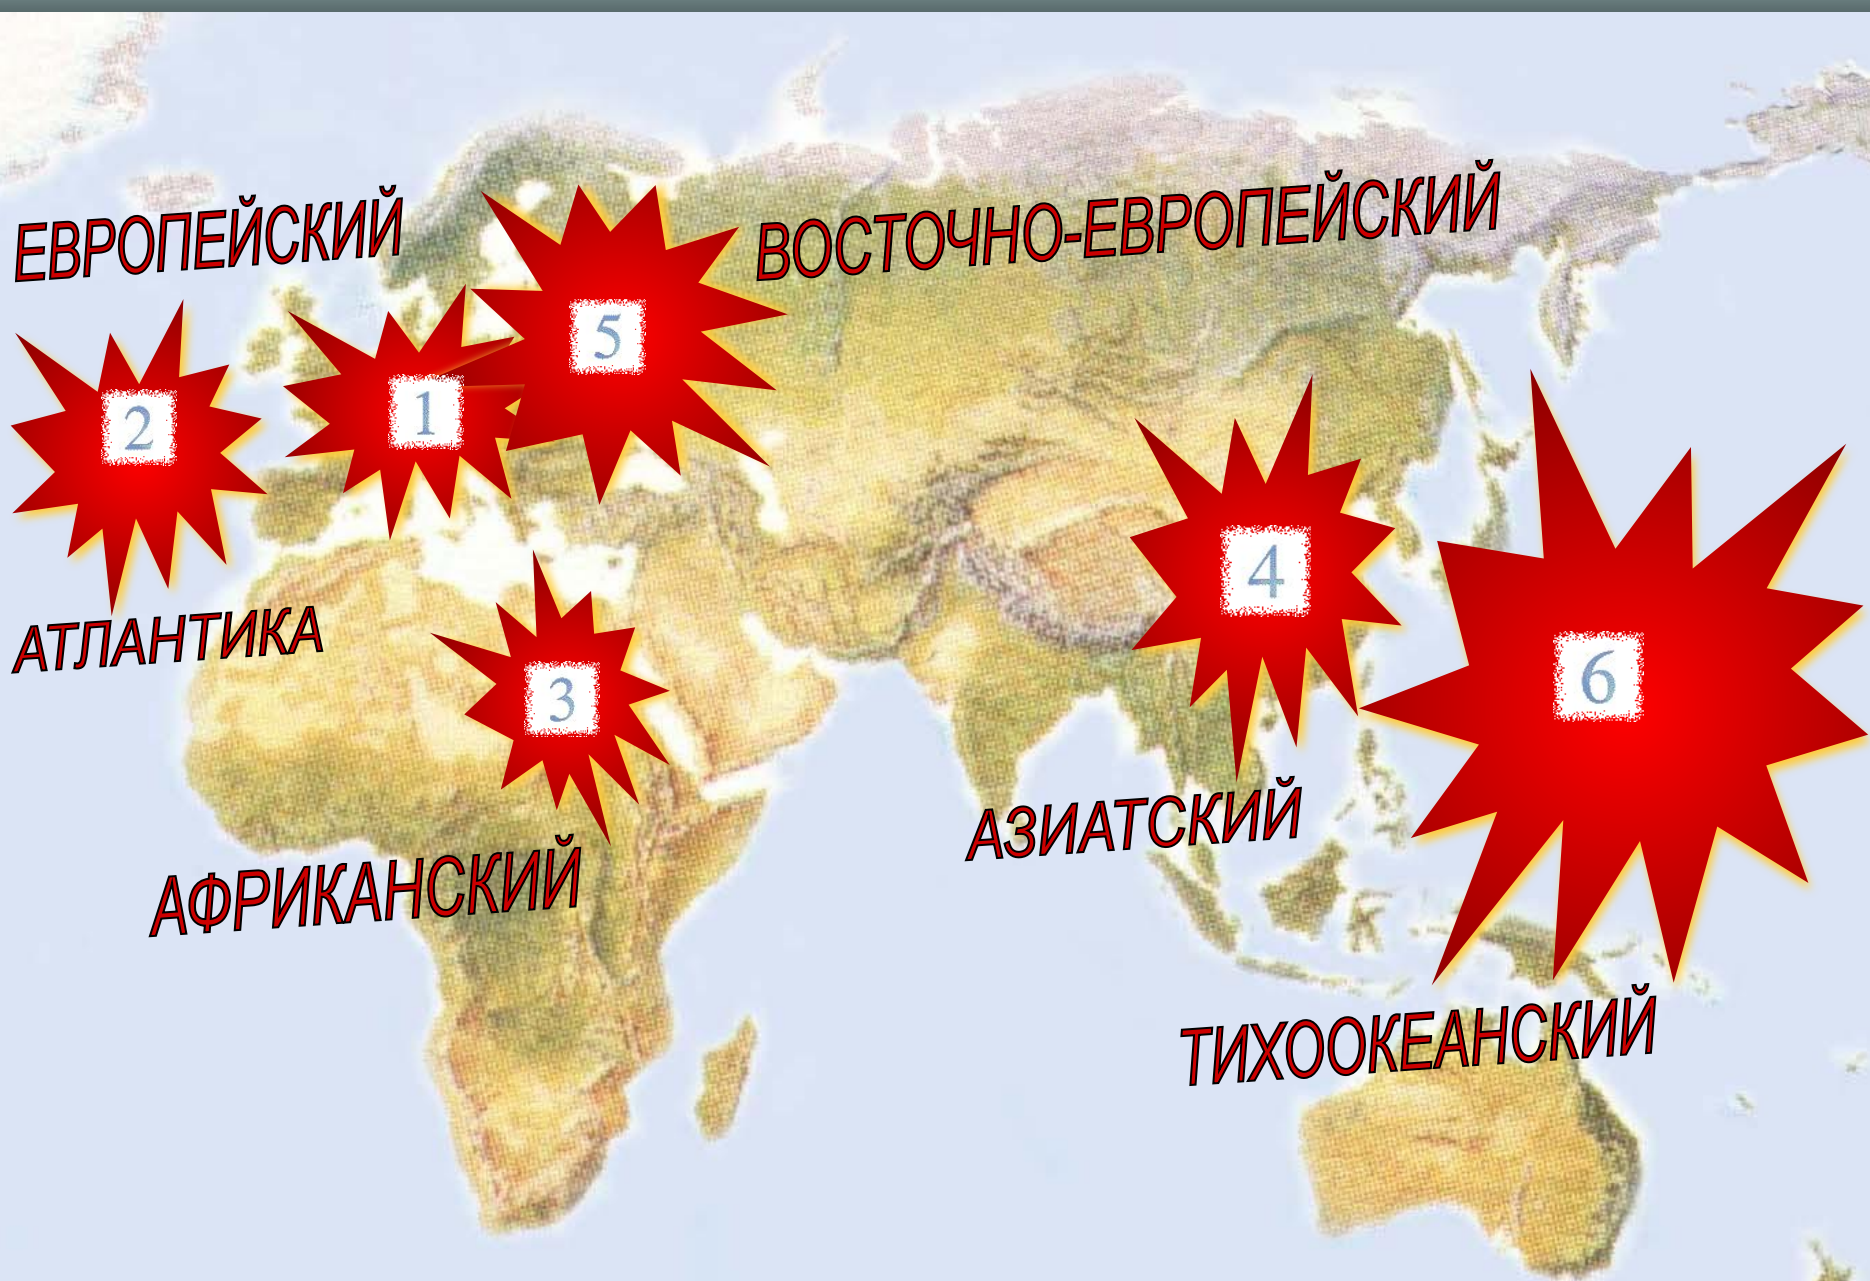 ЕВРОПЕЙСКИЙ
ВОСТОЧНО-ЕВРОПЕЙСКИЙ
5
1
2
4
АТЛАНТИКА
3
6
АЗИАТСКИЙ
АФРИКАНСКИЙ
ТИХООКЕАНСКИЙ